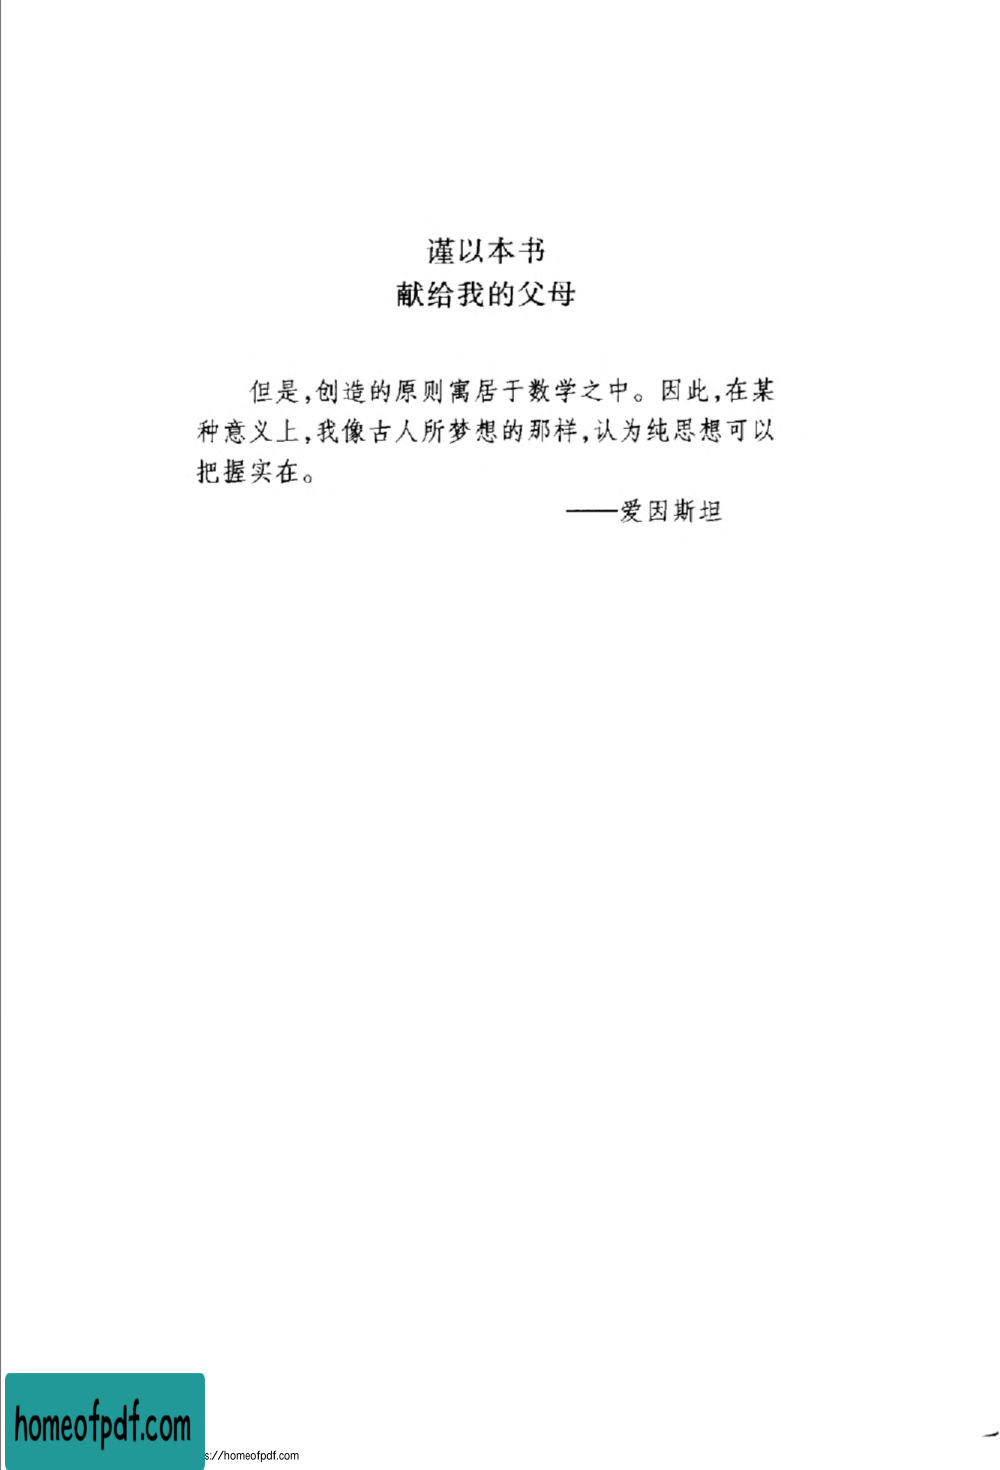 谨以本书
献给我的父母
但是,创造的原则寓居于数学之中。因此,在某
种意义上,我像古人所梦想的那样,认为纯思想可以
把握实在。
——爱因斯坦
homeofpdf.com
s://homeofpdf.com